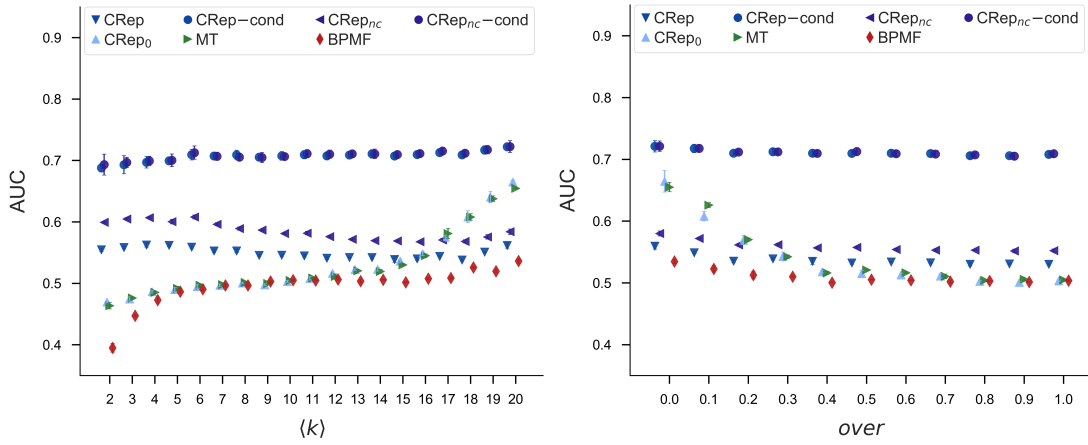 CRep CRep−cond CRep_nc CRep_nc−cond
CRep_0 MT BPMF
AUC
0.9
0.8
0.7
0.6
0.5
0.4
2 3 4 5 6 7 8 9 10 11 12 13 14 15 16 17 18 19 20
⟨k⟩
CRep CRep−cond CRep_nc CRep_nc−cond
CRep_0 MT BPMF
AUC
0.9
0.8
0.7
0.6
0.5
0.4
0.0 0.1 0.2 0.3 0.4 0.5 0.6 0.7 0.8 0.9 1.0
over